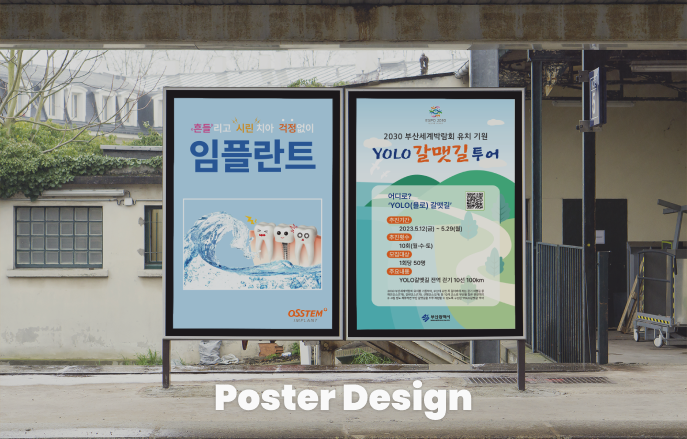 흔들리고 시린 치아 걱정없이
임플란트
OSSTEM
IMPLANT
2030 부산세계박람회 유치 기원
YOLO 갈맷길 투어
어디로?
'YOLO(욜로) 갈맷길'
추진기간
2023.5.12(금) ~ 5.29(월)
추진횟수
10회(월·수·토)
모집대상
1회당 50명
주요내용
YOLO갈맷길 전역 걷기 10선 100km
부산광역시
Poster Design